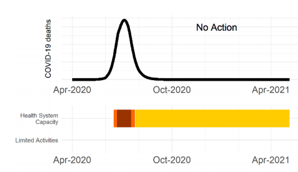 No Action
COVID-19 deaths
Apr-2020 Oct-2020 Apr-2021
Health System
Capacity
Limited Activities
Apr-2020 Oct-2020 Apr-2021